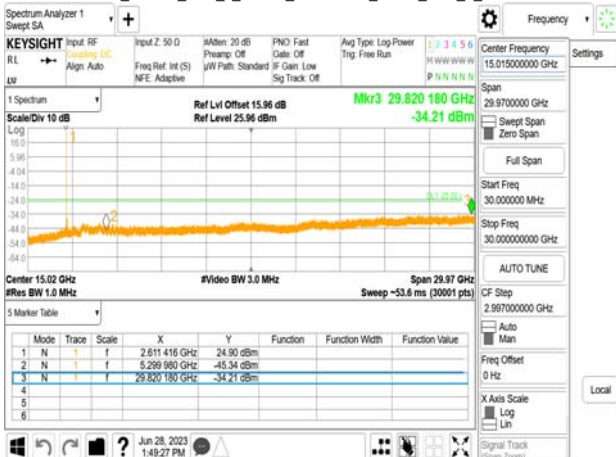 Spectrum Analyzer 1
Swept SA
+
Frequency
KEYSIGHT Input: RF
RL
Coupling: DC
Align: Auto
Input Z: 50 Ω
Freq Ref: Int (S)
NFE: Adaptive
#Atten: 20 dB
Preamp: Off
µW Path: Standard
PNO: Fast
Gate: Off
IF Gain: Low
Sig Track: Off
Avg Type: Log-Power
Trig: Free Run
1 2 3 4 5 6
M W W W W W
P N N N N N
1 Spectrum
Scale/Div 10 dB
Log
Ref Lvl Offset 15.96 dB
Ref Level 25.96 dBm
Mkr3 29.820 180 GHz
-34.21 dBm
16.0
5.96
-4.04
-14.0
-24.0
-34.0
-44.0
-54.0
-64.0
1
2
3
Center 15.02 GHz
#Res BW 1.0 MHz
#Video BW 3.0 MHz
Span 29.97 GHz
Sweep ~53.6 ms (30001 pts)
5 Marker Table
Mode Trace Scale X Y Function Function Width Function Value
1 N 1 f 2.611 416 GHz 24.90 dBm
2 N 1 f 5.299 980 GHz -45.34 dBm
3 N 1 f 29.820 180 GHz -34.21 dBm
4
5
6
? Jun 28, 2023
1:49:27 PM
Center Frequency
15.015000000 GHz
Settings
Span
29.9700000 GHz
Swept Span
Zero Span
Full Span
Start Freq
30.000000 MHz
Stop Freq
30.000000000 GHz
AUTO TUNE
CF Step
2.997000000 GHz
Auto
Man
Freq Offset
0 Hz
X Axis Scale
Log
Lin
Local
Signal Track
(Span Zoom)